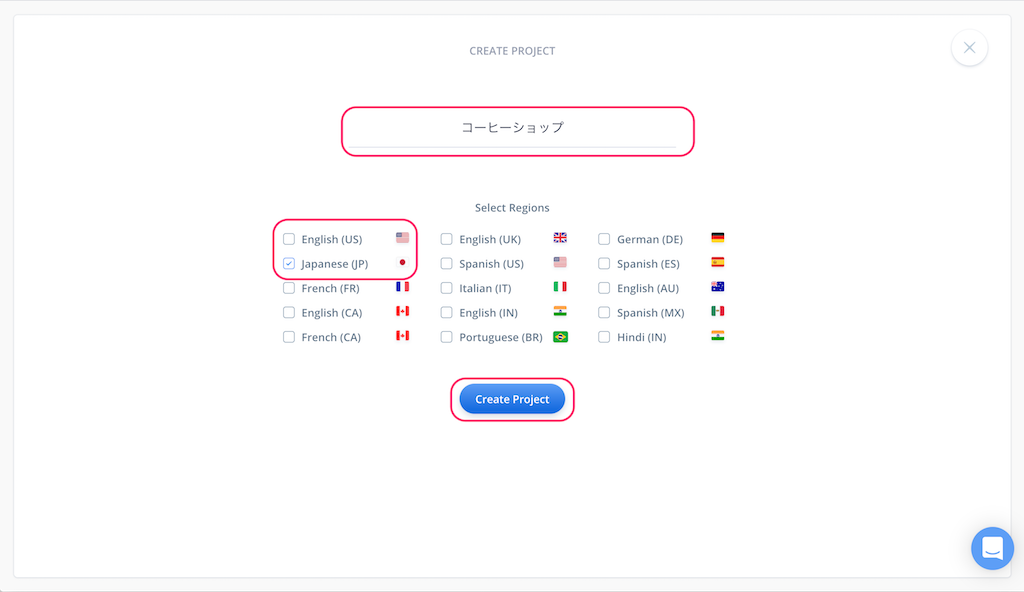 CREATE PROJECT
コーヒーショップ
Select Regions
English (US) English (UK) German (DE)
Japanese (JP) Spanish (US) Spanish (ES)
French (FR) Italian (IT) English (AU)
English (CA) English (IN) Spanish (MX)
French (CA) Portuguese (BR) Hindi (IN)
Create Project